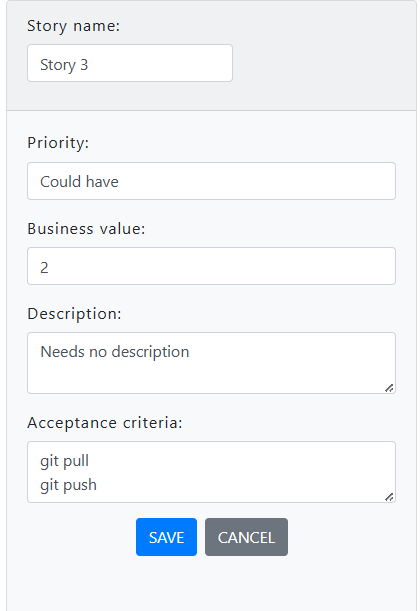 Story name:
Story 3
Priority:
Could have
Business value:
2
Description:
Needs no description
Acceptance criteria:
git pull
git push
SAVE CANCEL